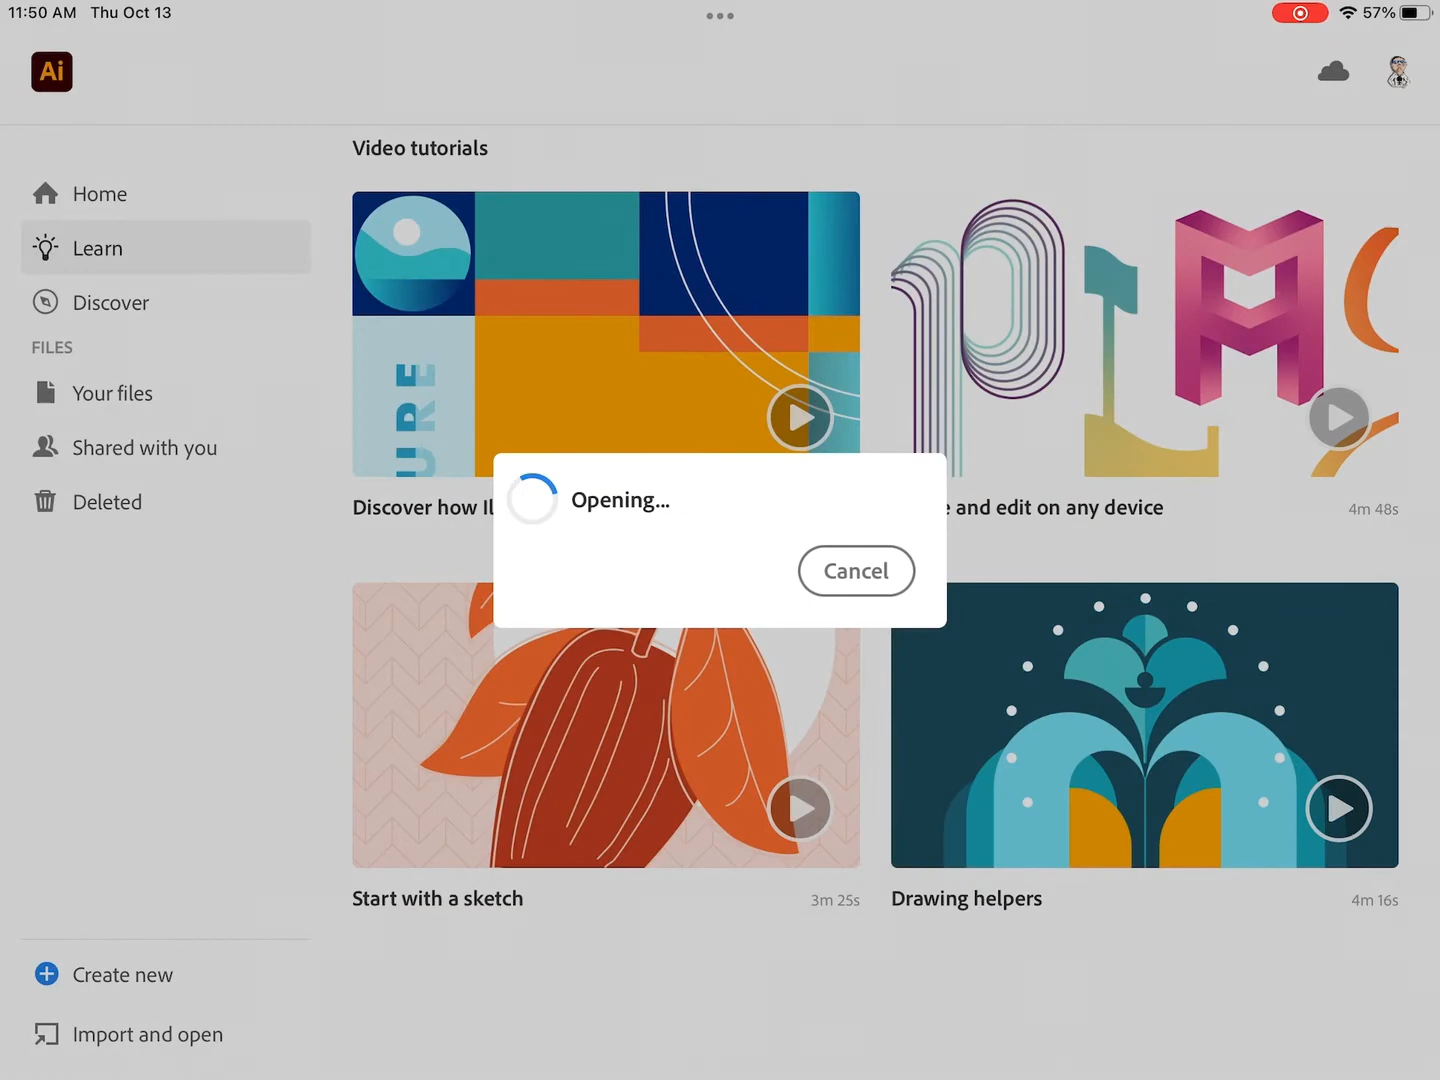 11:50 AM Thu Oct 13
57%
Ai
Video tutorials
Home
Learn
Discover
FILES
Your files
Shared with you
Deleted
URE
Discover how Il
e and edit on any device
4m 48s
Opening...
Cancel
Start with a sketch
3m 25s
Drawing helpers
4m 16s
Create new
Import and open